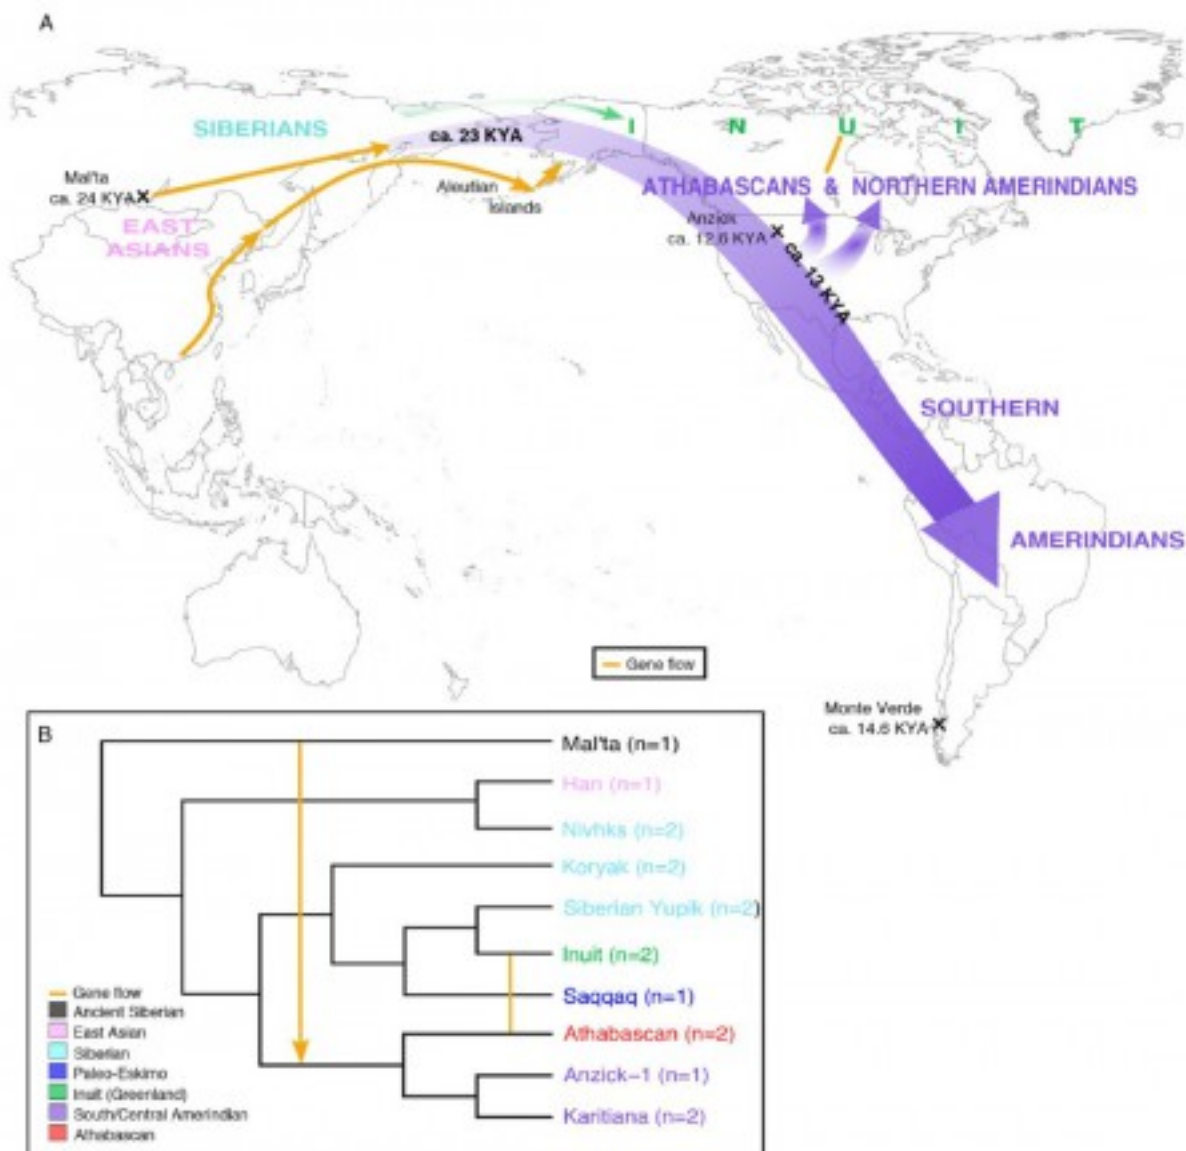 A
SIBERIANS
ca. 23 KYA
I N U I T
Mal'ta
ca. 24 KYA
Aleutian
Islands
ATHABASCANS & NORTHERN AMERINDIANS
EAST
ASIANS
Anzick
ca. 12.6 KYA
ca. 13 KYA
SOUTHERN
AMERINDIANS
Gene flow
Monte Verde
ca. 14.6 KYA
B
Mal'ta (n=1)
Han (n=1)
Nivhks (n=2)
Koryak (n=2)
Siberian Yupik (n=2)
Inuit (n=2)
Saqqaq (n=1)
Athabascan (n=2)
Anzick-1 (n=1)
Karitiana (n=2)
Gene flow
Ancient Siberian
East Asian
Siberian
Paleo-Eskimo
Inuit (Greenland)
South/Central Amerindian
Athabascan